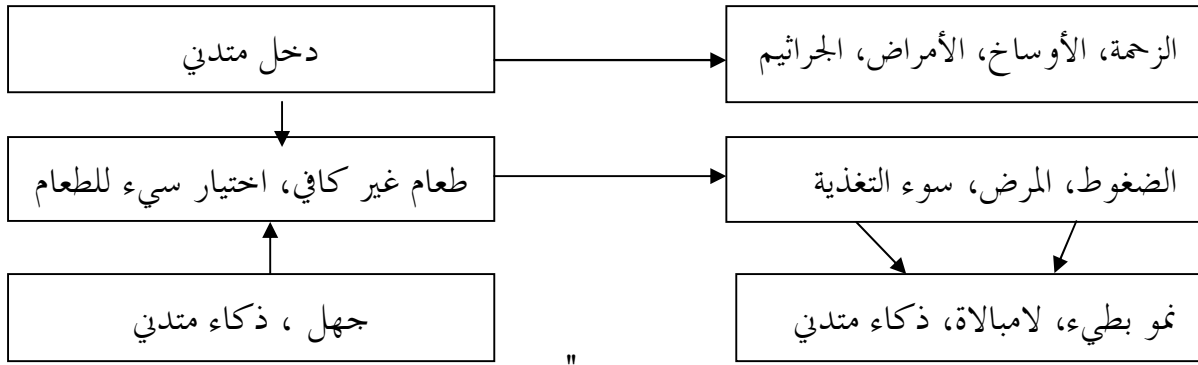 دخل متدني
الزحمة، الأوساخ، الأمراض، الجراثيم
طعام غير كافي، اختيار سيء للطعام
الضغوط، المرض، سوء التغذية
جهل ، ذكاء متدني
نمو بطيء، لامبالاة، ذكاء متدني
"